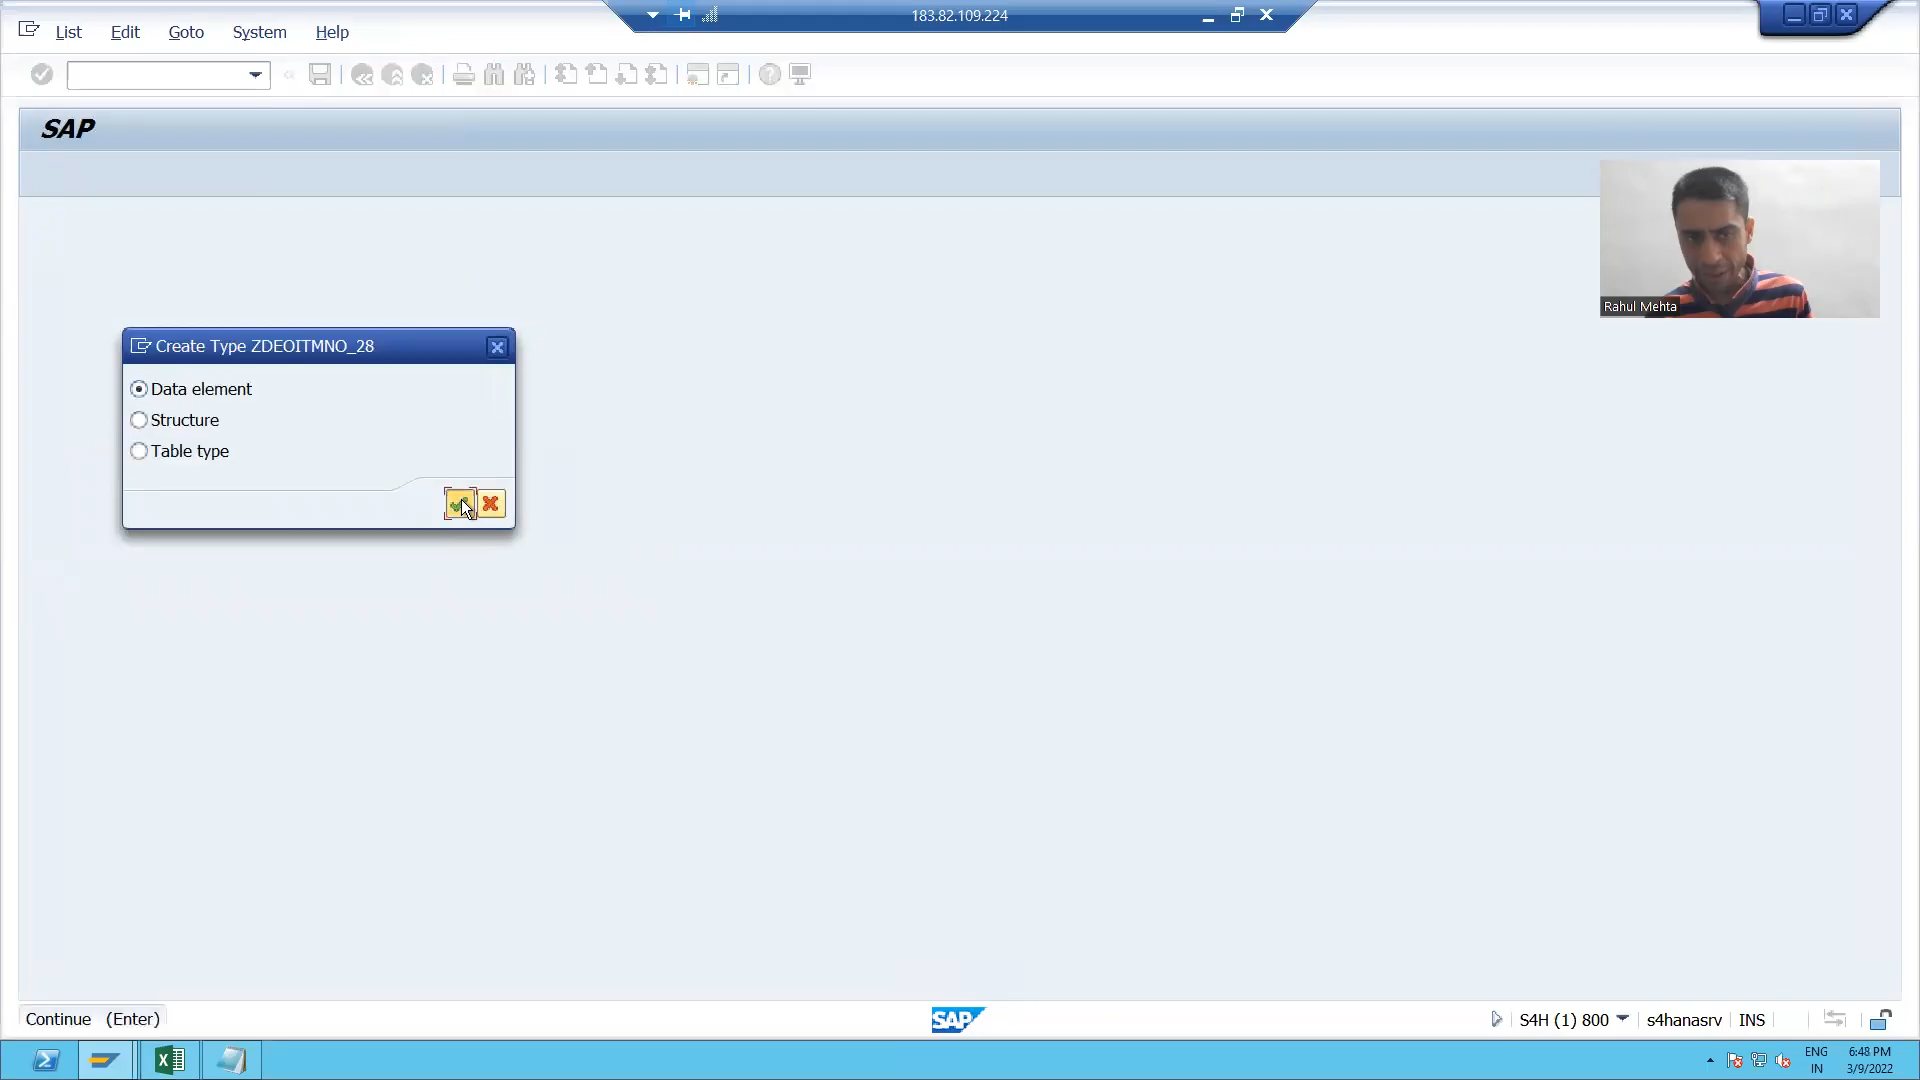 183.82.109.224
List Edit Goto System Help
SAP
Rahul Mehta
Create Type ZDEOITMNO_28
Data element
Structure
Table type
Continue (Enter)
SAP
S4H (1) 800
s4hanasrv
INS
ENG
IN
6:48 PM
3/9/2022